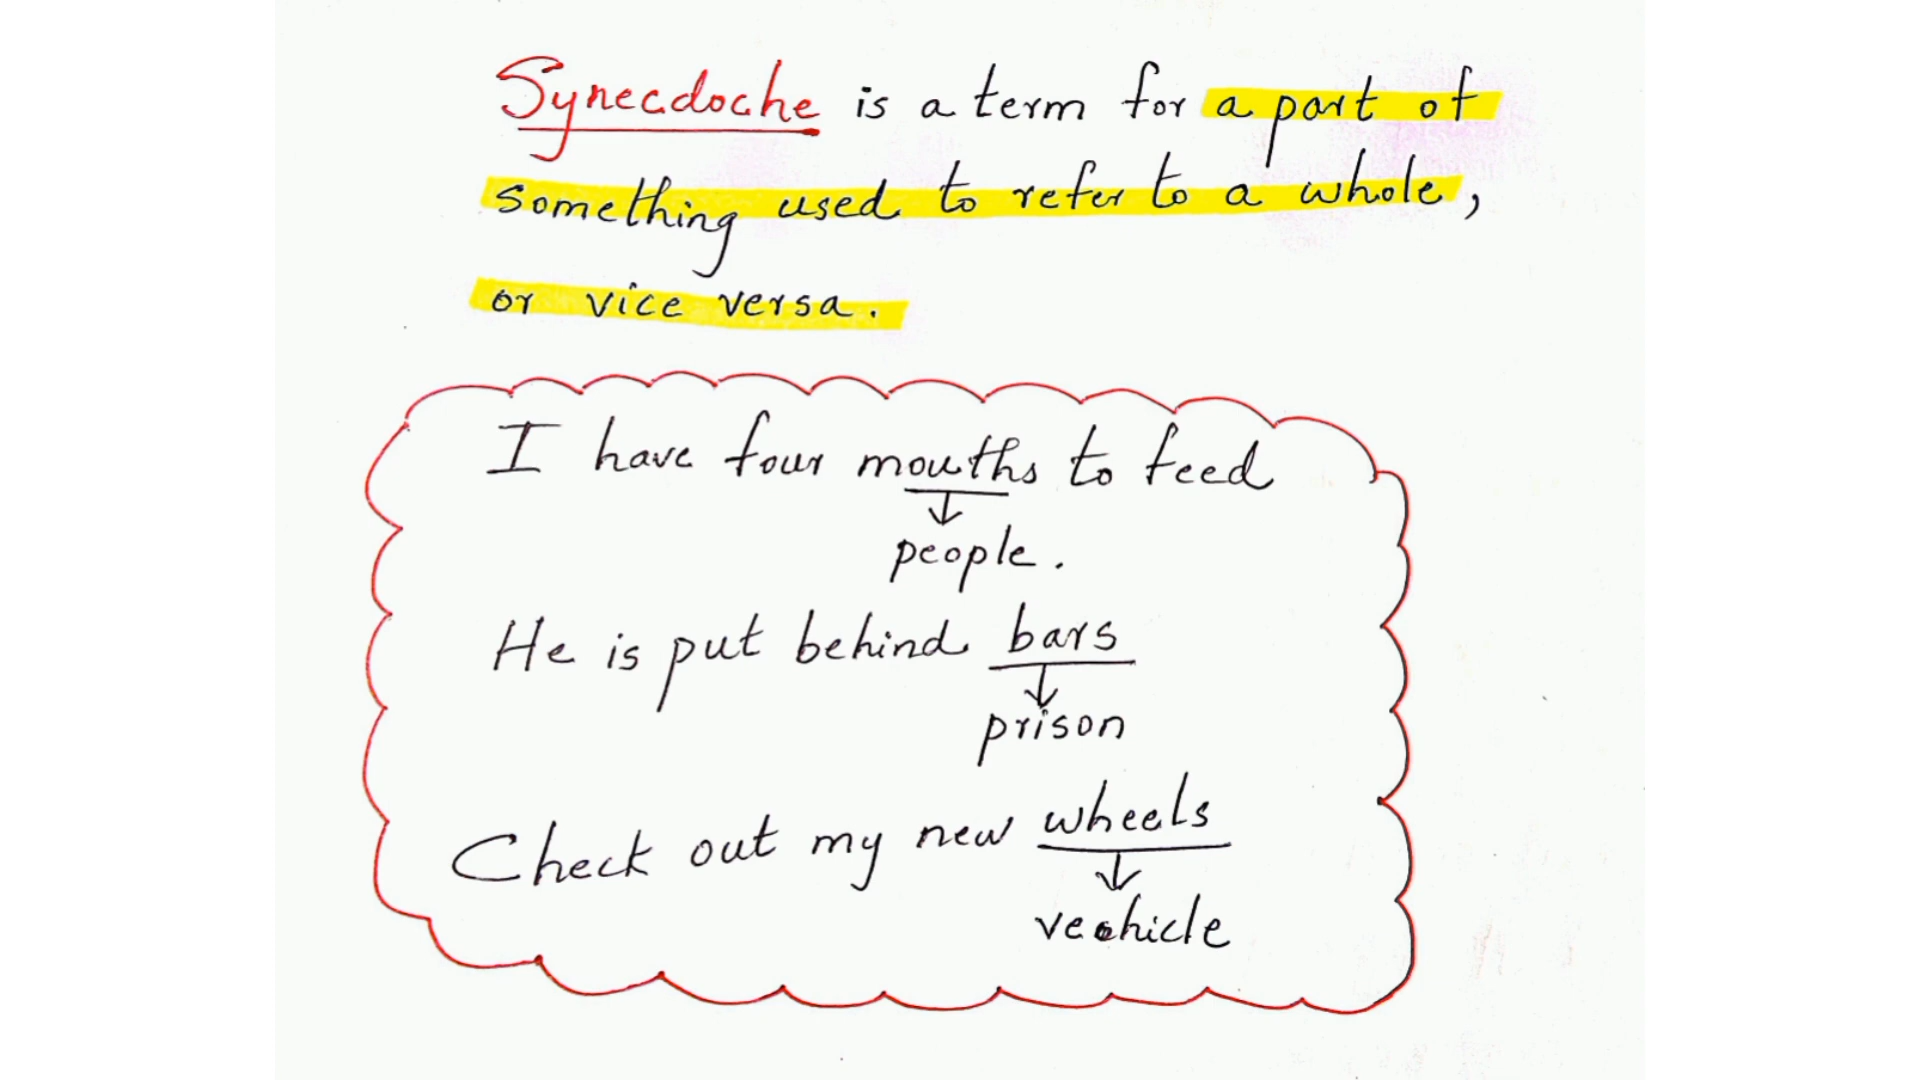 Synecdoche is a term for a part of
something used to refer to a whole,
or vice versa.
I have four mouths to feed
people.
He is put behind bars
prison
Check out my new wheels
vehicle